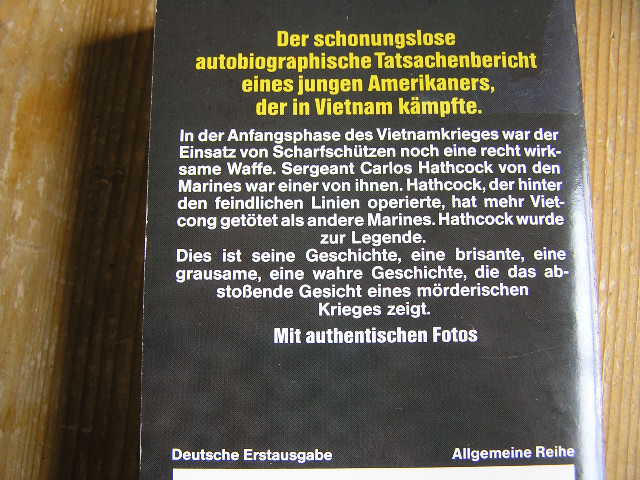 Der schonungslose
autobiographische Tatsachenbericht
eines jungen Amerikaners,
der in Vietnam kämpfte.
In der Anfangsphase des Vietnamkrieges war der
Einsatz von Scharfschützen noch eine recht wirk-
same Waffe. Sergeant Carlos Hathcock von den
Marines war einer von ihnen. Hathcock, der hinter
den feindlichen Linien operierte, hat mehr Viet-
cong getötet als andere Marines. Hathcock wurde
zur Legende.
Dies ist seine Geschichte, eine brisante, eine
grausame, eine wahre Geschichte, die das ab-
stoßende Gesicht eines mörderischen
Krieges zeigt.
Mit authentischen Fotos
Deutsche Erstausgabe
Allgemeine Reihe